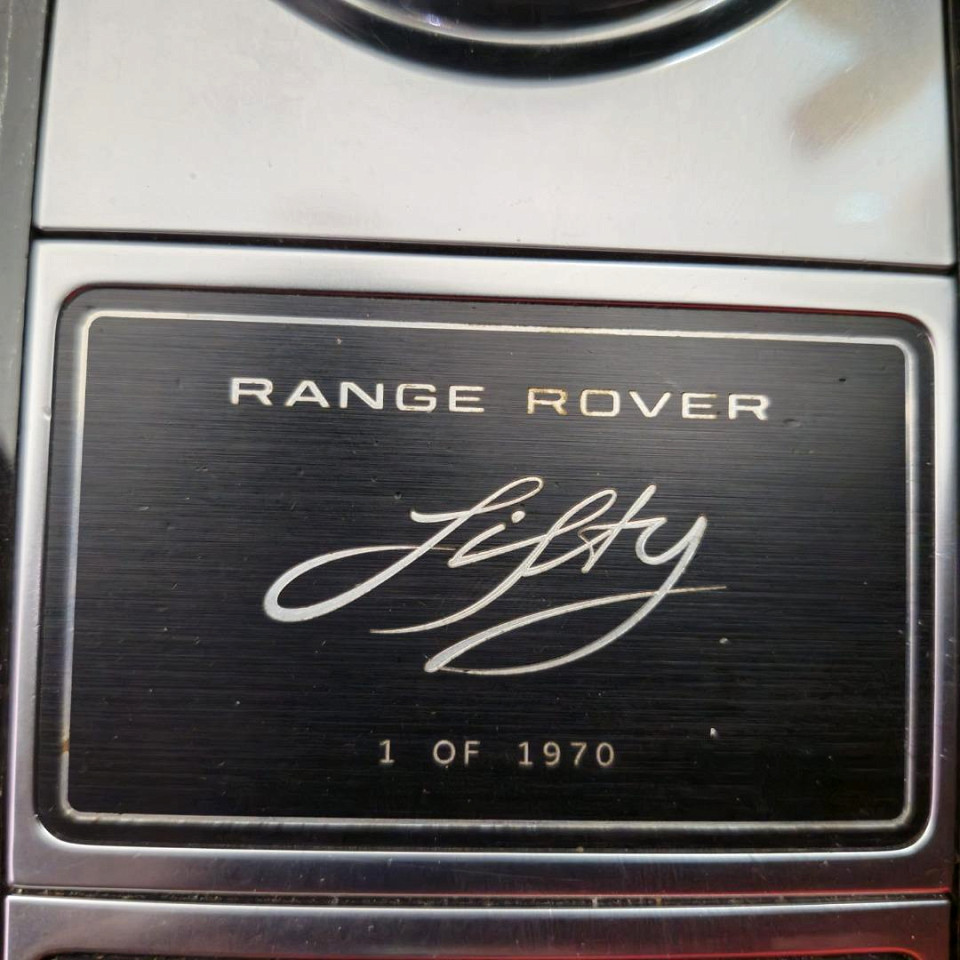 RANGE ROVER
Fifty
1 OF 1970